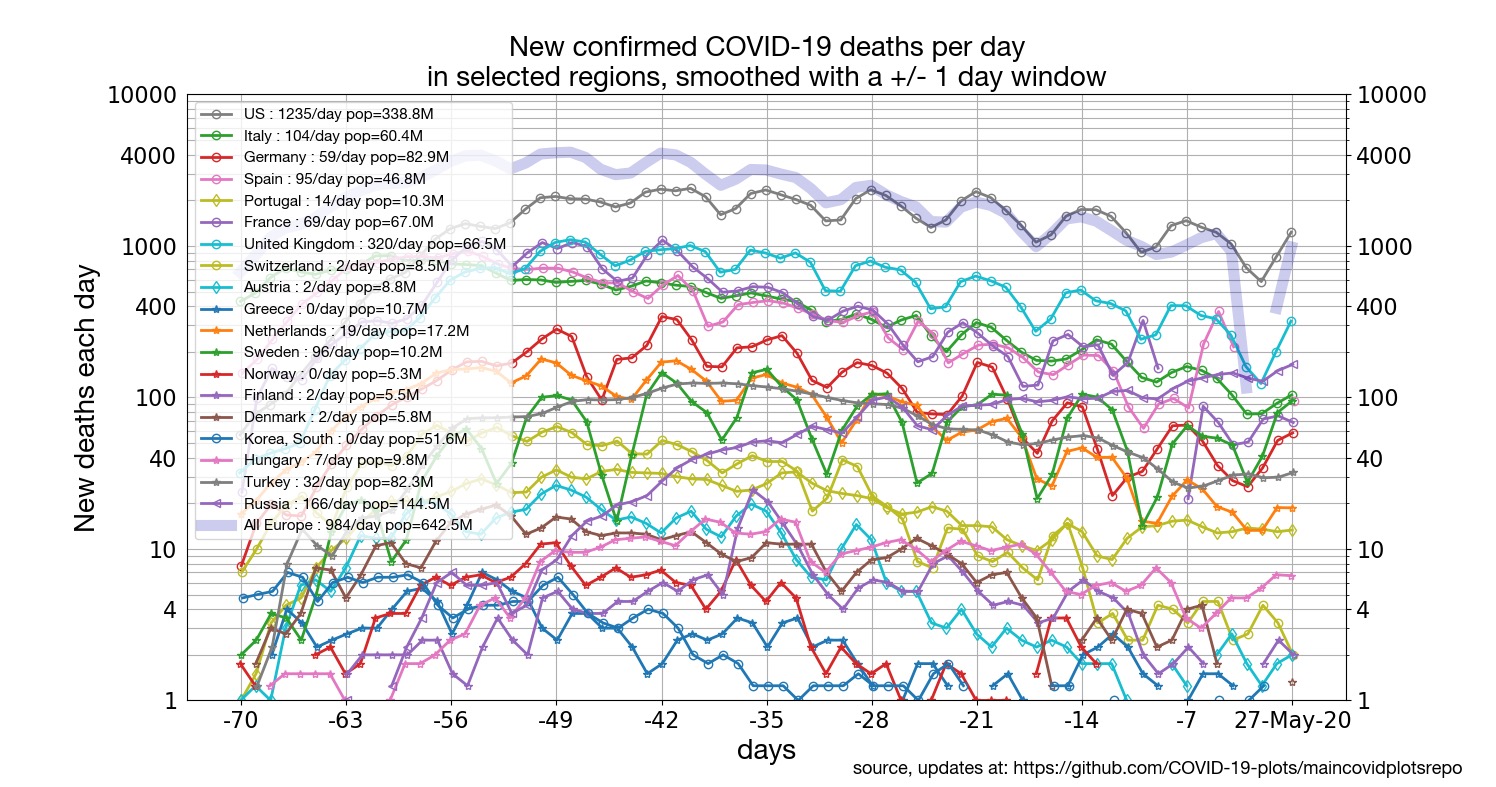 New confirmed COVID-19 deaths per day
in selected regions, smoothed with a +/- 1 day window
New deaths each day
10000
4000
1000
400
100
40
10
4
1
US : 1235/day pop=338.8M
Italy : 104/day pop=60.4M
Germany : 59/day pop=82.9M
Spain : 95/day pop=46.8M
Portugal : 14/day pop=10.3M
France : 69/day pop=67.0M
United Kingdom : 320/day pop=66.5M
Switzerland : 2/day pop=8.5M
Austria : 2/day pop=8.8M
Greece : 0/day pop=10.7M
Netherlands : 19/day pop=17.2M
Sweden : 96/day pop=10.2M
Norway : 0/day pop=5.3M
Finland : 2/day pop=5.5M
Denmark : 2/day pop=5.8M
Korea, South : 0/day pop=51.6M
Hungary : 7/day pop=9.8M
Turkey : 32/day pop=82.3M
Russia : 166/day pop=144.5M
All Europe : 984/day pop=642.5M
10000
4000
1000
400
100
40
10
4
1
-70 -63 -56 -49 -42 -35 -28 -21 -14 -7 27-May-20
days
source, updates at: https://github.com/COVID-19-plots/maincovidplotsrepo